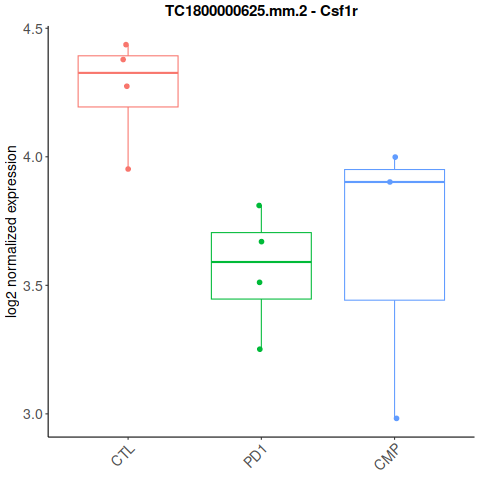 TC1800000625.mm.2 - Csf1r
log2 normalized expression
4.5
4.0
3.5
3.0
CTL
PD1
CMP